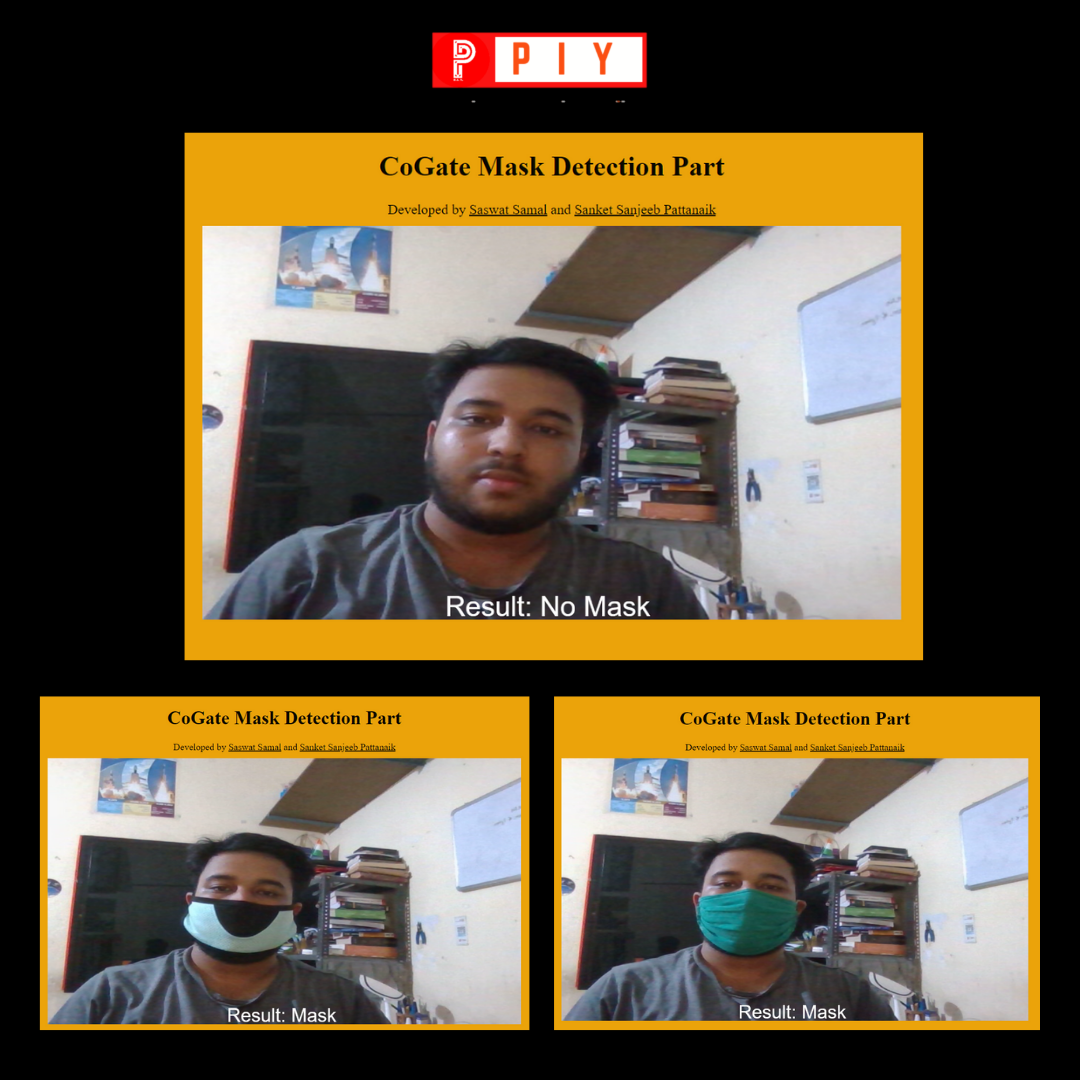 P I Y
CoGate Mask Detection Part
Developed by Saswat Samal and Sanket Sanjeeb Pattanaik
Result: No Mask
CoGate Mask Detection Part
Developed by Saswat Samal and Sanket Sanjeeb Pattanaik
Result: Mask
CoGate Mask Detection Part
Developed by Saswat Samal and Sanket Sanjeeb Pattanaik
Result: Mask